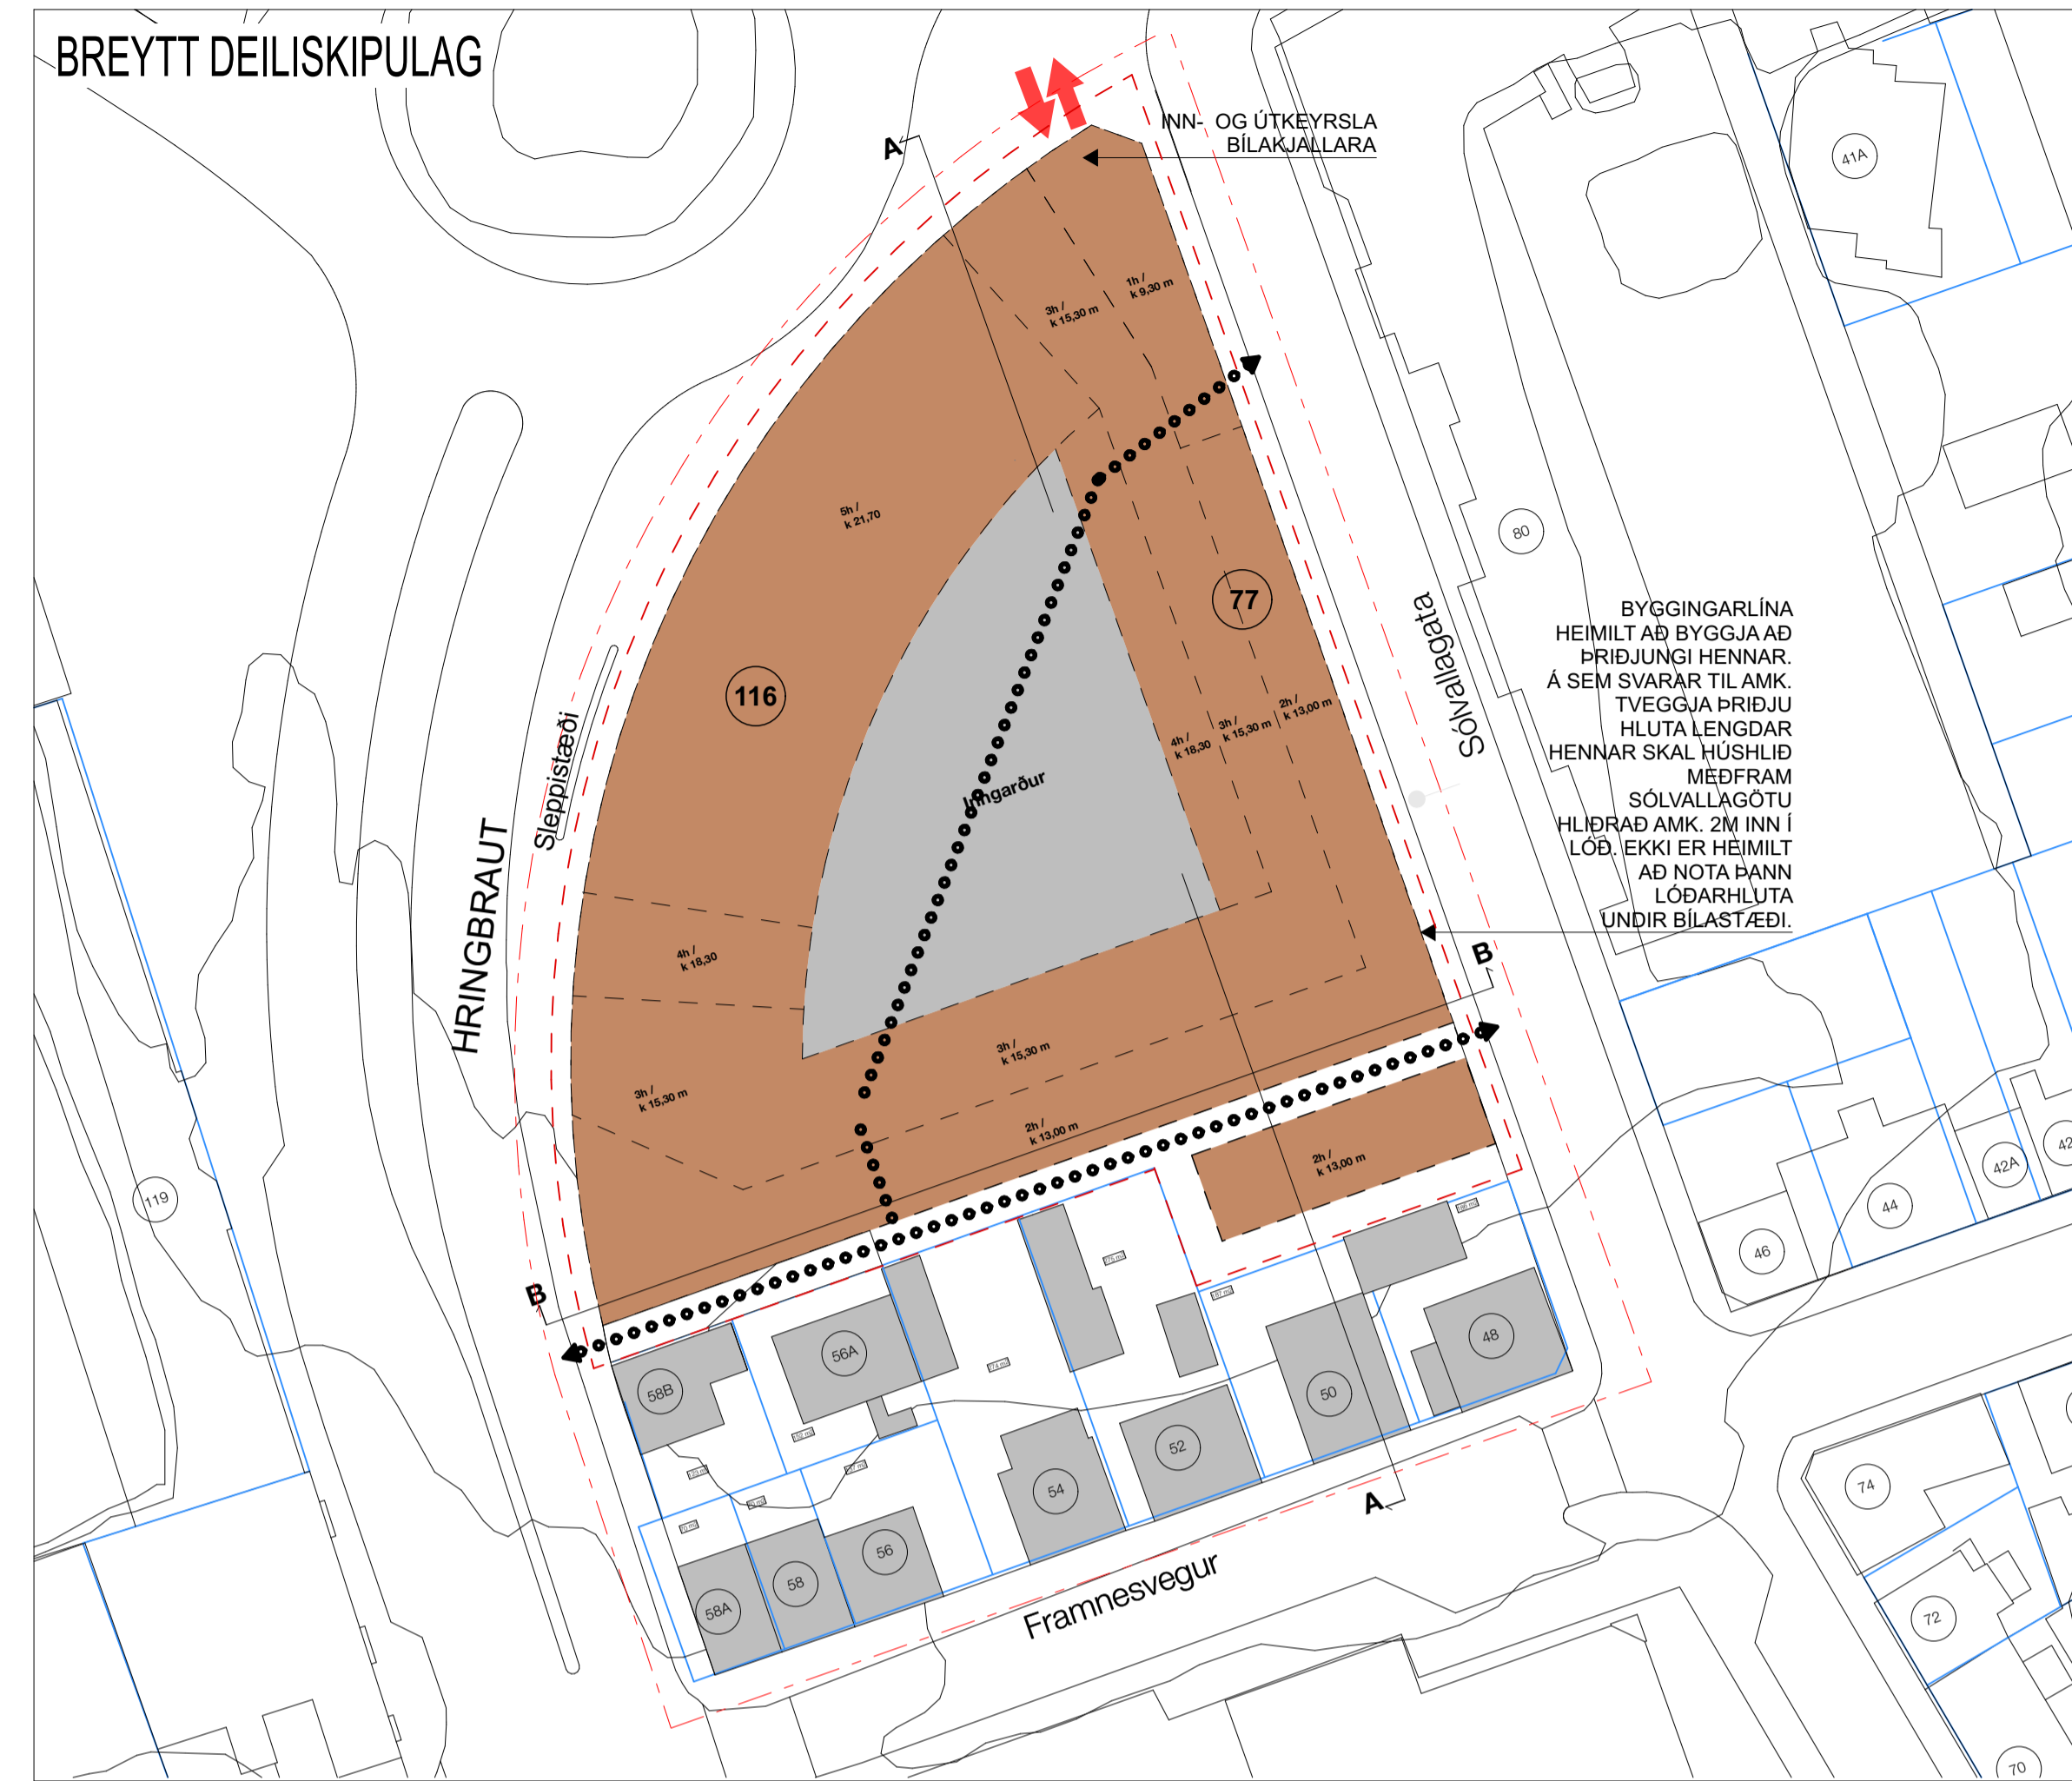 BREYTT DEILISKIPULAG
INN- OG ÚTKEYRSLA
BÍLAKJALLARA
A
41A
1h /
k 9,30 m
3h /
k 15,30 m
5h /
k 21,70
80
77
BYGGINGARLÍNA
HEIMILT AÐ BYGGJA AÐ
ÞRIÐJUNGI HENNAR.
Á SEM SVARAR TIL AMK.
TVEGGJA ÞRIÐJU
HLUTA LENGDAR
HENNAR SKAL HÚSHLIÐ
MEÐFRAM
SÓLVALLAGÖTU
HLIÐRAÐ AMK. 2M INN Í
LÓÐ. EKKI ER HEIMILT
AÐ NOTA ÞANN
LÓÐARHLUTA
UNDIR BÍLASTÆÐI.
Sólvallagata
116
2h /
k 13,00 m
3h /
k 15,30 m
4h /
k 18,30
Sleppistæði
Inngarður
HRINGBRAUT
4h /
k 18,30
B
3h /
k 15,30 m
3h /
k 15,30 m
2h /
k 13,00 m
2h /
k 13,00 m
119
42A
42
44
46
B
58B
56A
50
48
52
54
56
58
58A
A
Framnesvegur
74
72
70